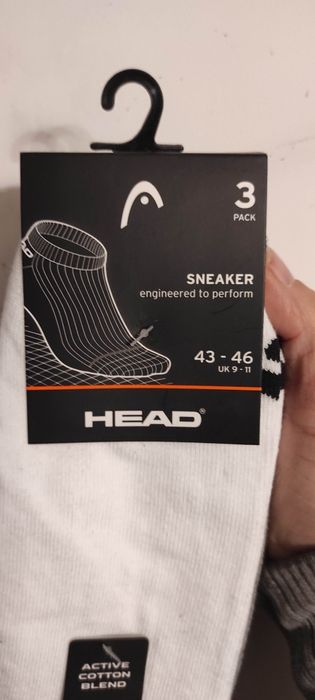 3
PACK
SNEAKER
engineered to perform
43 - 46
UK 9 - 11
HEAD®
ACTIVE
COTTON
BLEND